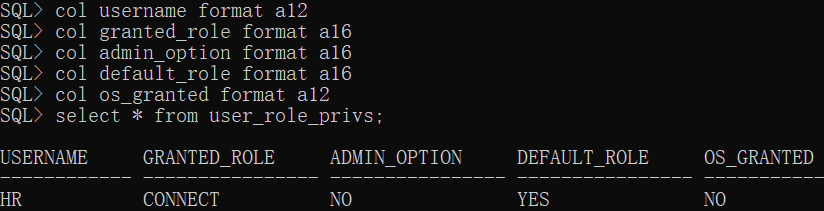 SQL> col username format a12
SQL> col granted_role format a16
SQL> col admin_option format a16
SQL> col default_role format a16
SQL> col os_granted format a12
SQL> select * from user_role_privs;
USERNAME     GRANTED_ROLE     ADMIN_OPTION     DEFAULT_ROLE     OS_GRANTED
------------ ---------------- ---------------- ---------------- -----------
HR           CONNECT          NO               YES              NO